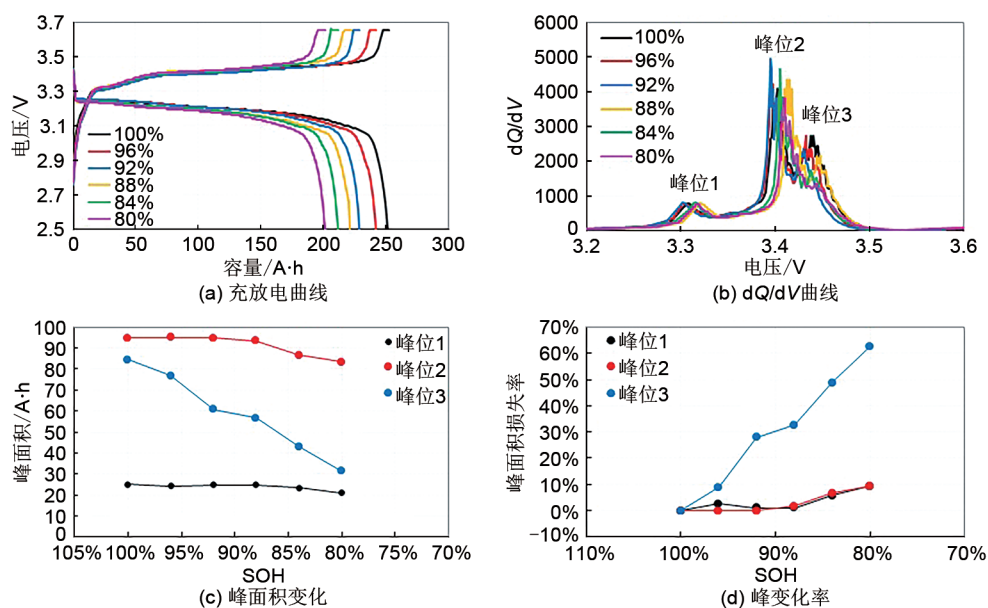 3.7
3.5
3.3
3.1
2.9
2.7
2.5
电压/V
100%
96%
92%
88%
84%
80%
0 50 100 150 200 250 300
容量/A·h
(a) 充放电曲线
6000
5000
4000
3000
2000
1000
0
dQ/dV
100%
96%
92%
88%
84%
80%
峰位1
峰位2
峰位3
3.2 3.3 3.4 3.5 3.6
电压/V
(b) dQ/dV曲线
100
90
80
70
60
50
40
30
20
10
0
峰面积/A·h
峰位1
峰位2
峰位3
105% 100% 95% 90% 85% 80% 75% 70%
SOH
(c) 峰面积变化
70%
60%
50%
40%
30%
20%
10%
0%
−10%
峰面积损失率
峰位1
峰位2
峰位3
110% 100% 90% 80% 70%
SOH
(d) 峰变化率